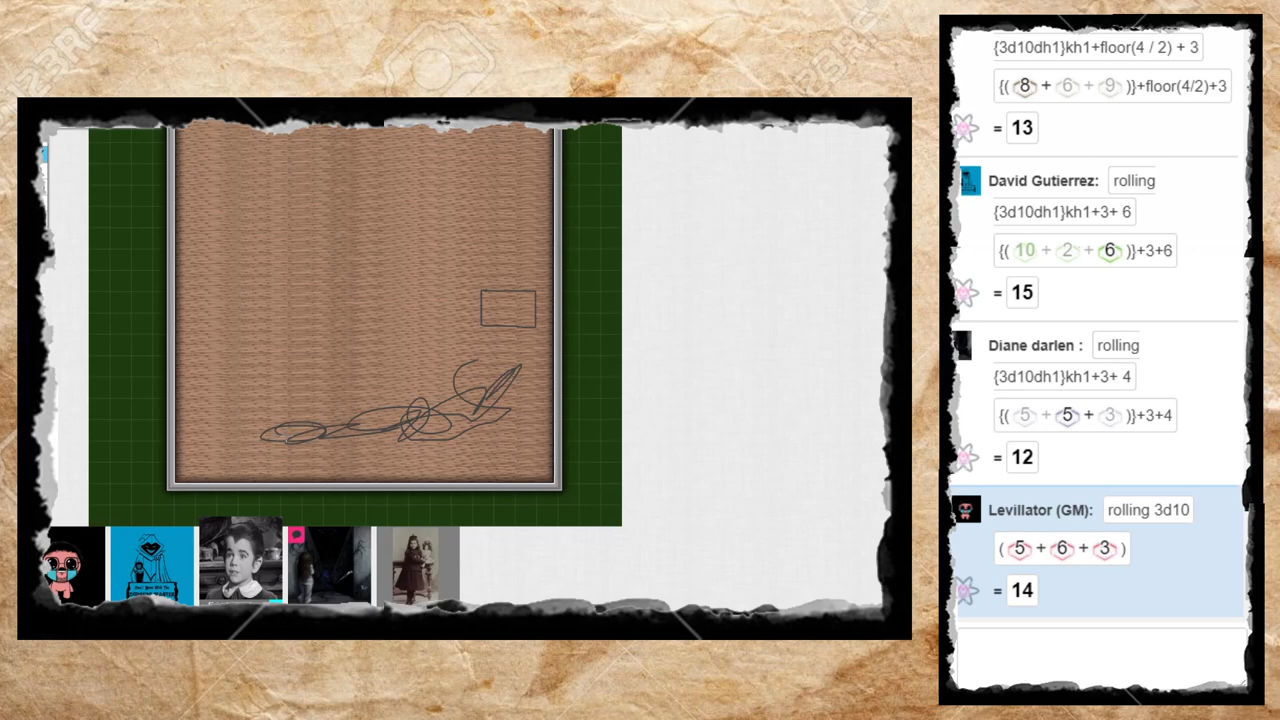 {3d10dh1}kh1+floor(4 / 2) + 3
{( 8 + 6 + 9 )}+floor(4/2)+3
= 13
David Gutierrez: rolling
{3d10dh1}kh1+3+ 6
{( 10 + 2 + 6 )}+3+6
= 15
Diane darlen : rolling
{3d10dh1}kh1+3+ 4
{( 5 + 5 + 3 )}+3+4
= 12
Levillator (GM): rolling 3d10
( 5 + 6 + 3 )
= 14
123RF